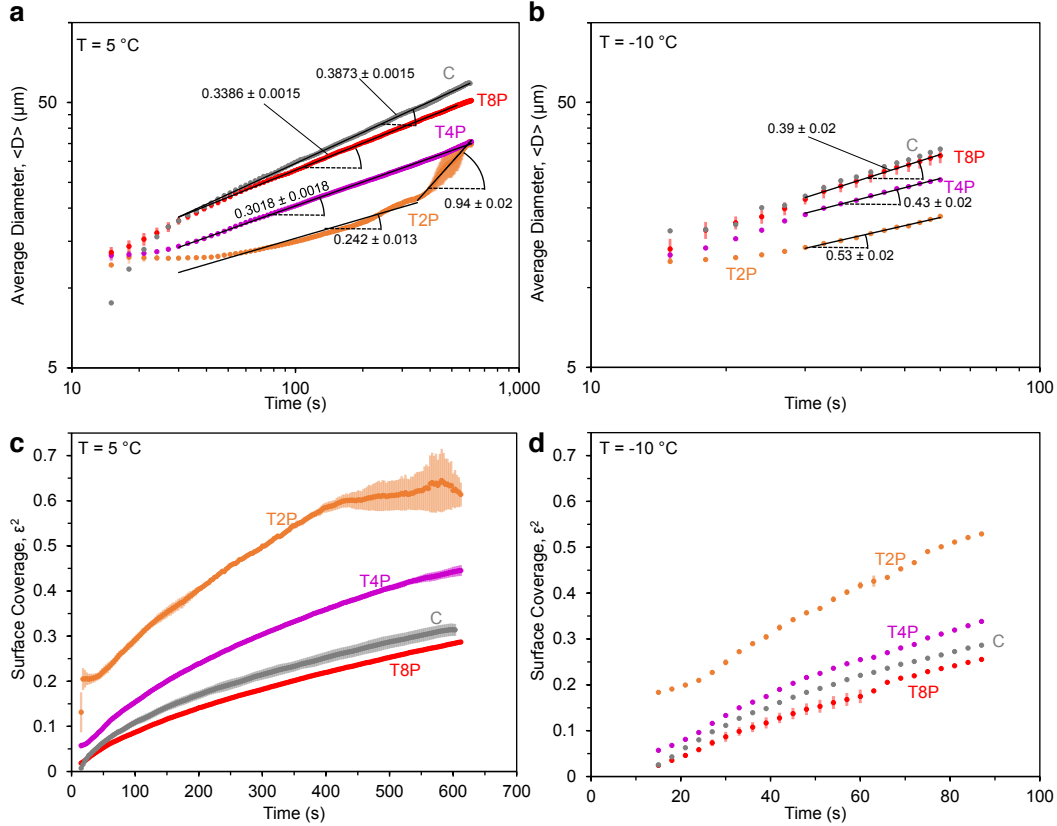 a
T = 5 °C
Average Diameter, <D> (µm)
50
5
10
100
1,000
Time (s)
0.3873 ± 0.0015
0.3386 ± 0.0015
C
T8P
T4P
0.3018 ± 0.0018
0.94 ± 0.02
T2P
0.242 ± 0.013
b
T = -10 °C
Average Diameter, <D> (µm)
50
5
10
100
Time (s)
0.39 ± 0.02
C
T8P
T4P
0.43 ± 0.02
T2P
0.53 ± 0.02
c
T = 5 °C
Surface Coverage, ε²
0.7
0.6
0.5
0.4
0.3
0.2
0.1
0
0
100
200
300
400
500
600
700
Time (s)
T2P
T4P
C
T8P
d
T = -10 °C
Surface Coverage, ε²
0.7
0.6
0.5
0.4
0.3
0.2
0.1
0
0
20
40
60
80
100
Time (s)
T2P
T4P
C
T8P